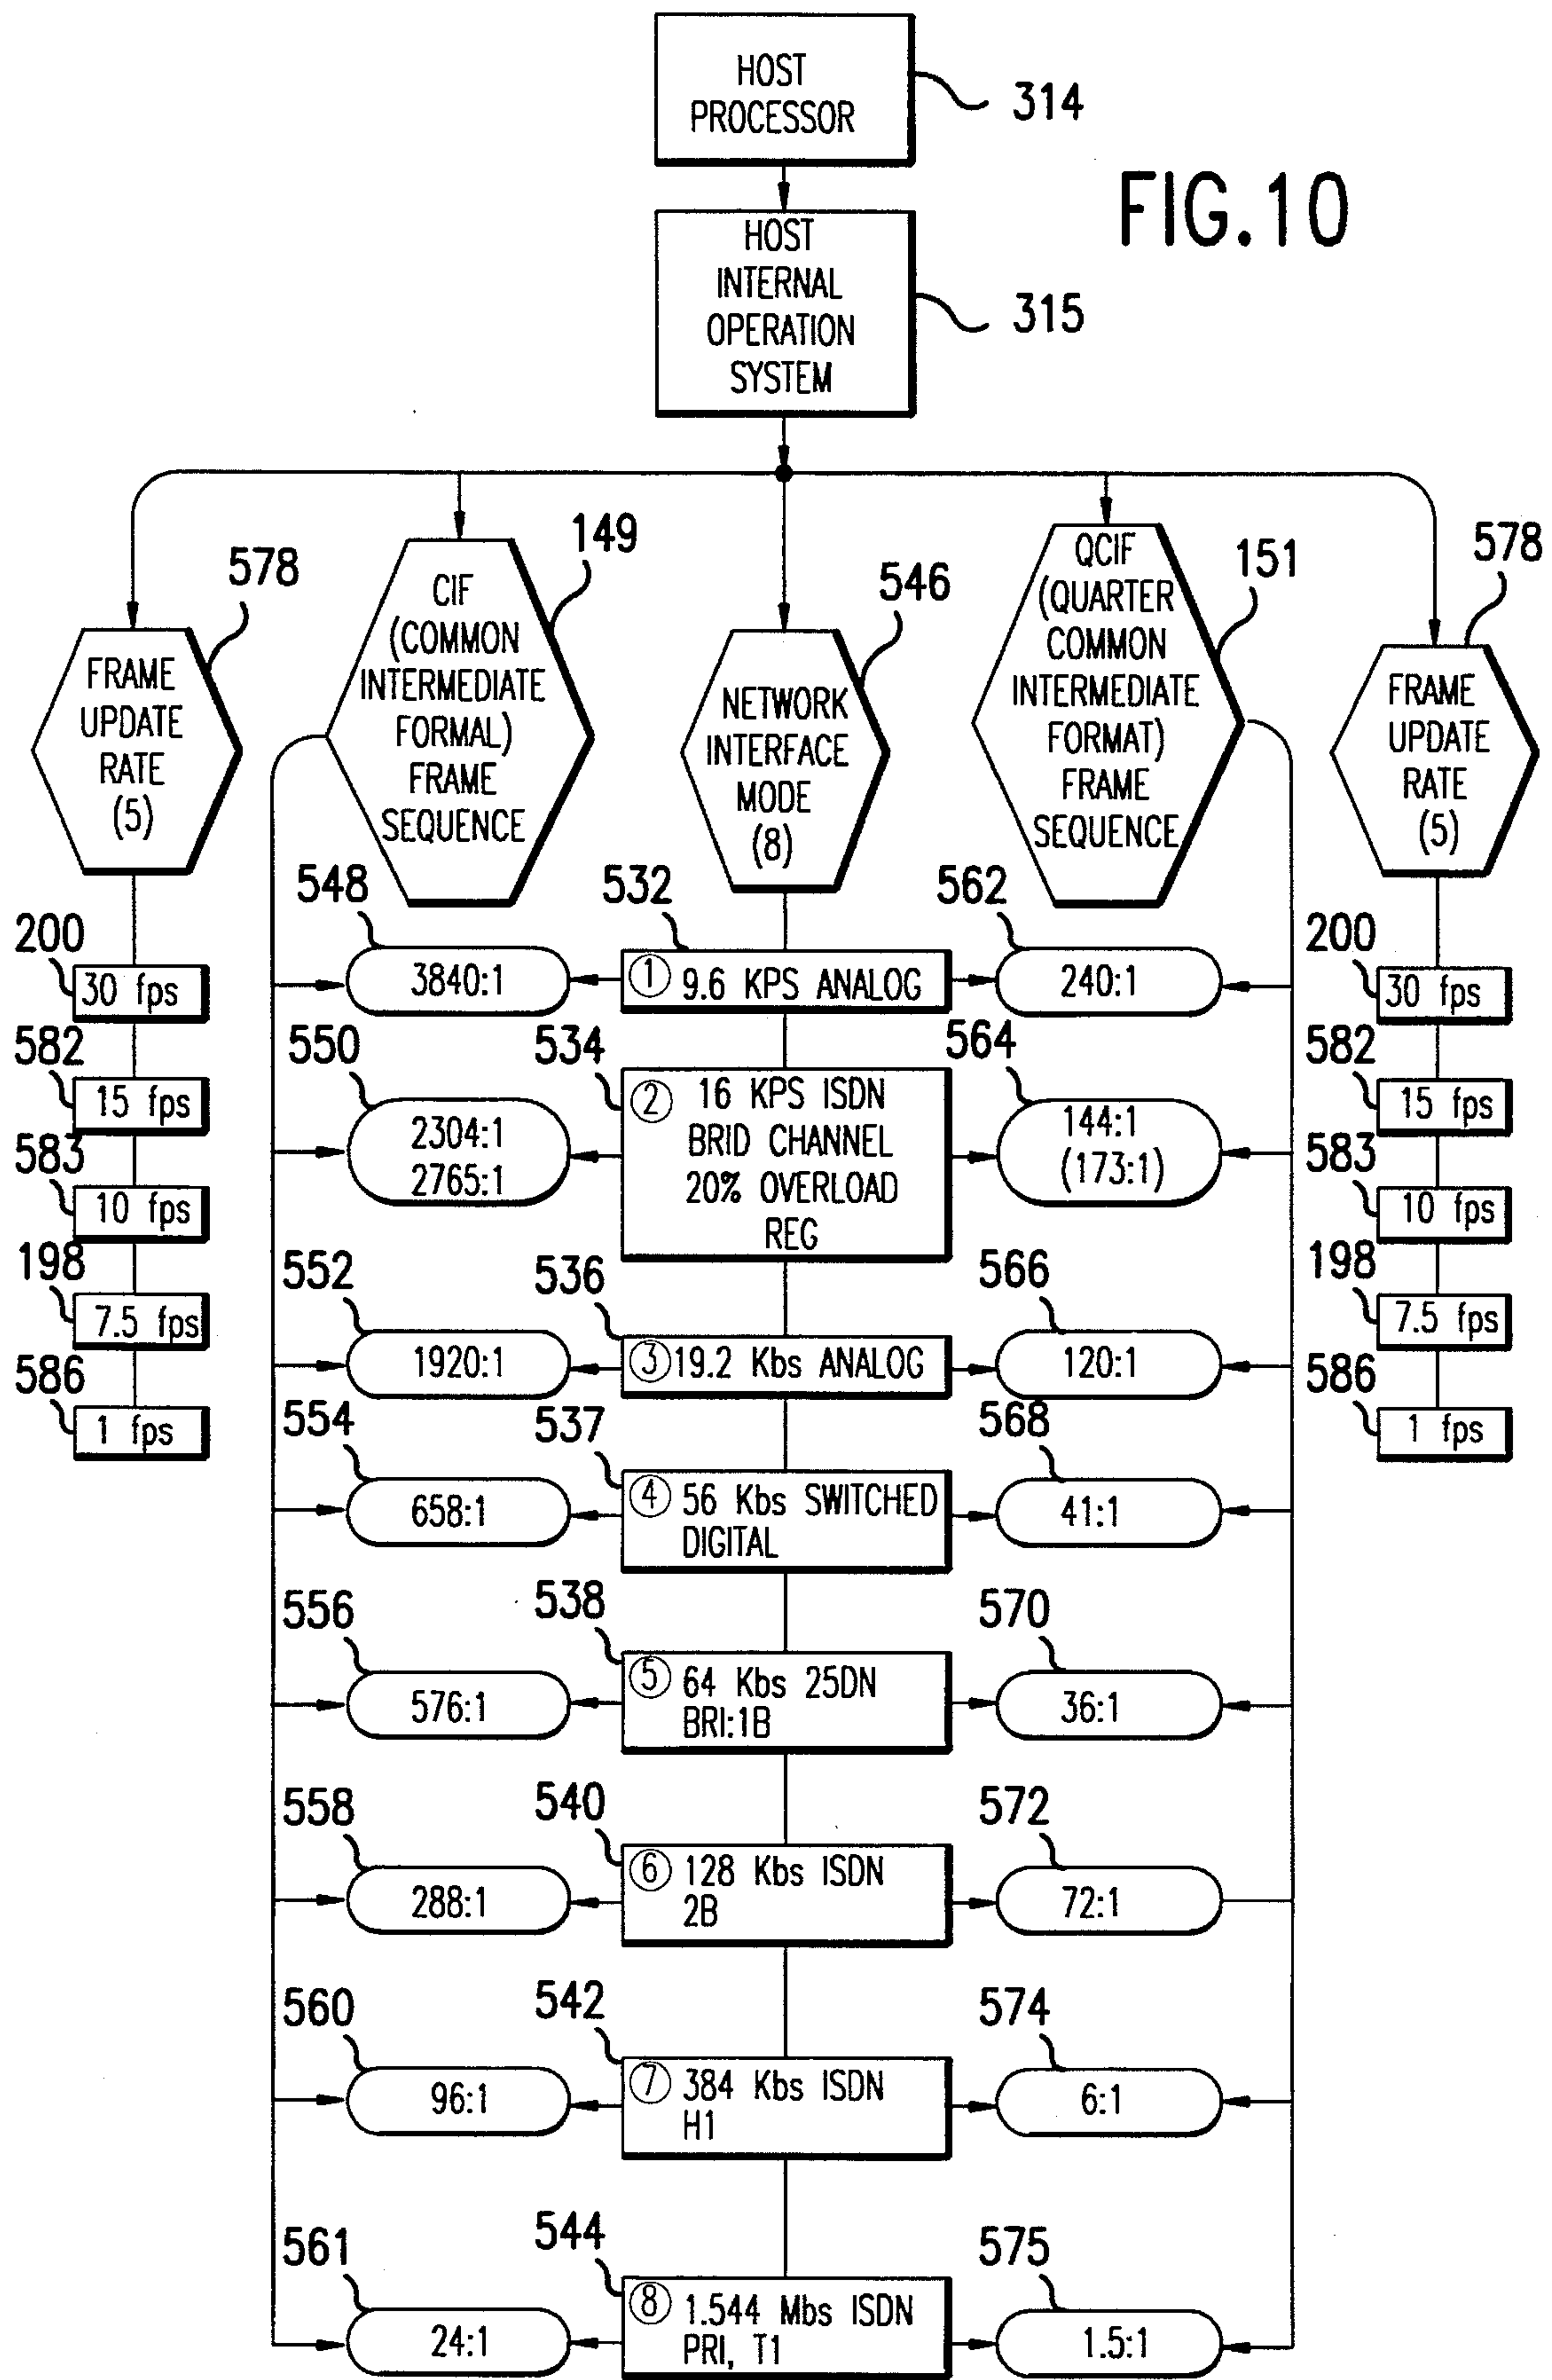 HOST
PROCESSOR
314
FIG.10
HOST
INTERNAL
OPERATION
SYSTEM
315
578
FRAME
UPDATE
RATE
(5)
149
CIF
(COMMON
INTERMEDIATE
FORMAL)
FRAME
SEQUENCE
546
NETWORK
INTERFACE
MODE
(8)
151
QCIF
(QUARTER
COMMON
INTERMEDIATE
FORMAT)
FRAME
SEQUENCE
578
FRAME
UPDATE
RATE
(5)
200
30 fps
582
15 fps
583
10 fps
198
7.5 fps
586
1 fps
548
3840:1
532
1 9.6 KPS ANALOG
562
240:1
550
2304:1
2765:1
534
2 16 KPS ISDN
BRID CHANNEL
20% OVERLOAD
REG
564
144:1
(173:1)
552
1920:1
536
3 19.2 Kbs ANALOG
566
120:1
554
658:1
537
4 56 Kbs SWITCHED
DIGITAL
568
41:1
556
576:1
538
5 64 Kbs 25DN
BRI:1B
570
36:1
558
288:1
540
6 128 Kbs ISDN
2B
572
72:1
560
96:1
542
7 384 Kbs ISDN
H1
574
6:1
561
24:1
544
8 1.544 Mbs ISDN
PRI, T1
575
1.5:1
200
30 fps
582
15 fps
583
10 fps
198
7.5 fps
586
1 fps